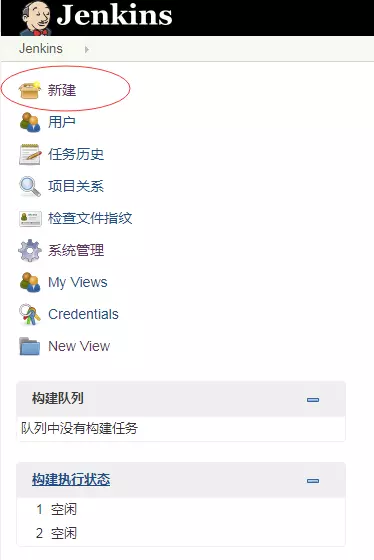 Jenkins
Jenkins
新建
用户
任务历史
项目关系
检查文件指纹
系统管理
My Views
Credentials
New View
构建队列
队列中没有构建任务
构建执行状态
1 空闲
2 空闲